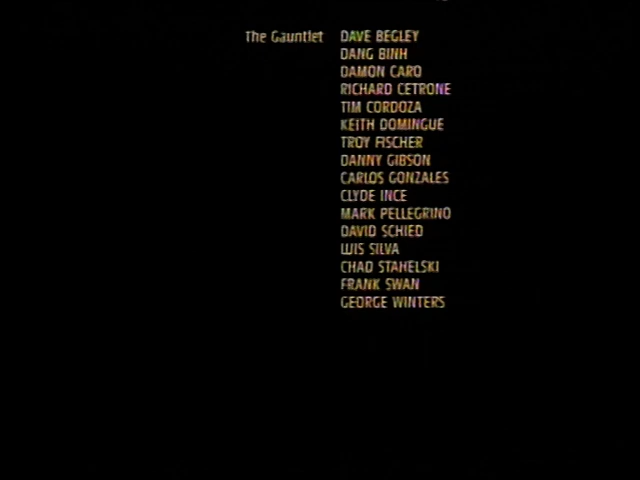 The Gauntlet DAVE BEGLEY
DANG BINH
DAMON CARO
RICHARD CETRONE
TIM CORDOZA
KEITH DOMINGUE
TROY FISCHER
DANNY GIBSON
CARLOS GONZALES
CLYDE INCE
MARK PELLEGRINO
DAVID SCHIED
LUIS SILVA
CHAD STAHELSKI
FRANK SWAN
GEORGE WINTERS